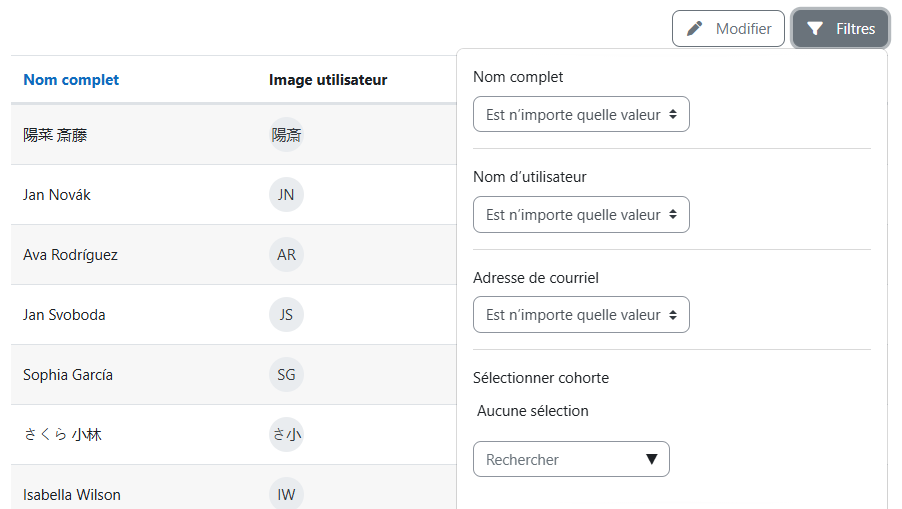 Modifier
Filtres
Nom complet
Image utilisateur
陽菜 斎藤
陽斎
Jan Novák
JN
Ava Rodríguez
AR
Jan Svoboda
JS
Sophia García
SG
さくら 小林
さ小
Isabella Wilson
IW
Nom complet
Est n’importe quelle valeur
Nom d’utilisateur
Est n’importe quelle valeur
Adresse de courriel
Est n’importe quelle valeur
Sélectionner cohorte
Aucune sélection
Rechercher